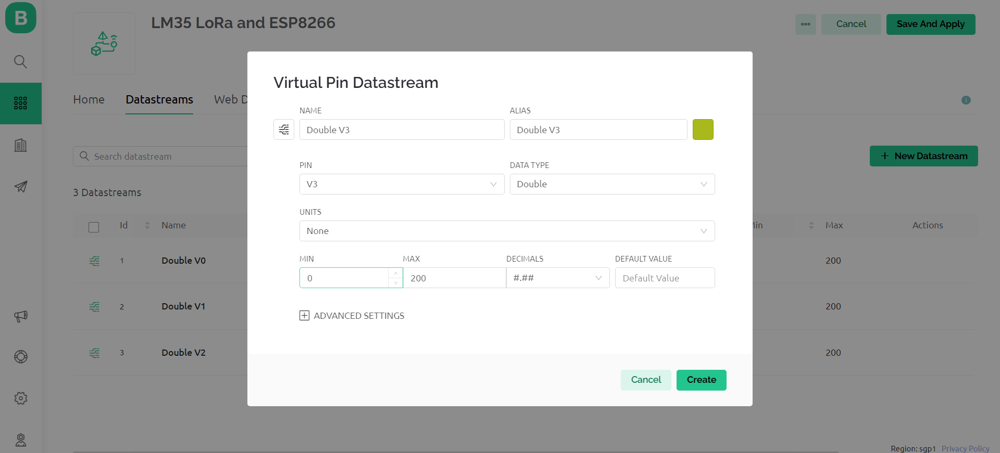 B
LM35 LoRa and ESP8266
Cancel
Save And Apply
Home
Datastreams
Web D
Search datastream
New Datastream
3 Datastreams
Id
Name
Min
Max
Actions
1
Double V0
200
2
Double V1
200
3
Double V2
200
Virtual Pin Datastream
NAME
ALIAS
Double V3
Double V3
PIN
DATA TYPE
V3
Double
UNITS
None
MIN
MAX
DECIMALS
DEFAULT VALUE
0
200
#.##
Default Value
ADVANCED SETTINGS
Cancel
Create
Region: sgp1
Privacy Policy